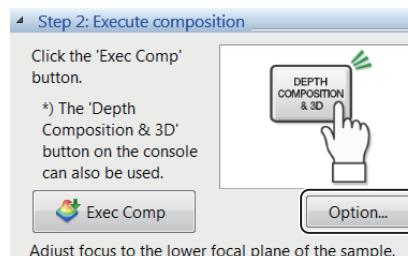 Step 2: Execute composition
Click the 'Exec Comp'
button.
*) The 'Depth
Composition & 3D'
button on the console
can also be used.
DEPTH
COMPOSITION
& 3D
Exec Comp
Option...
Adjust focus to the lower focal plane of the sample.